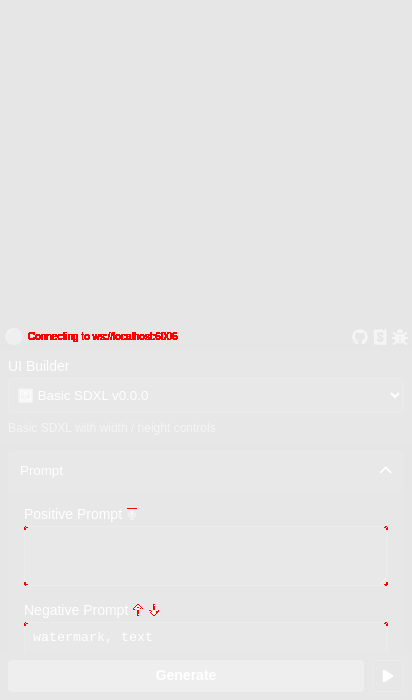 Connecting to ws://localhost:6006
UI Builder
Basic SDXL v0.0.0
Basic SDXL with width / height controls
Prompt
Positive Prompt
Negative Prompt
watermark, text
Generate